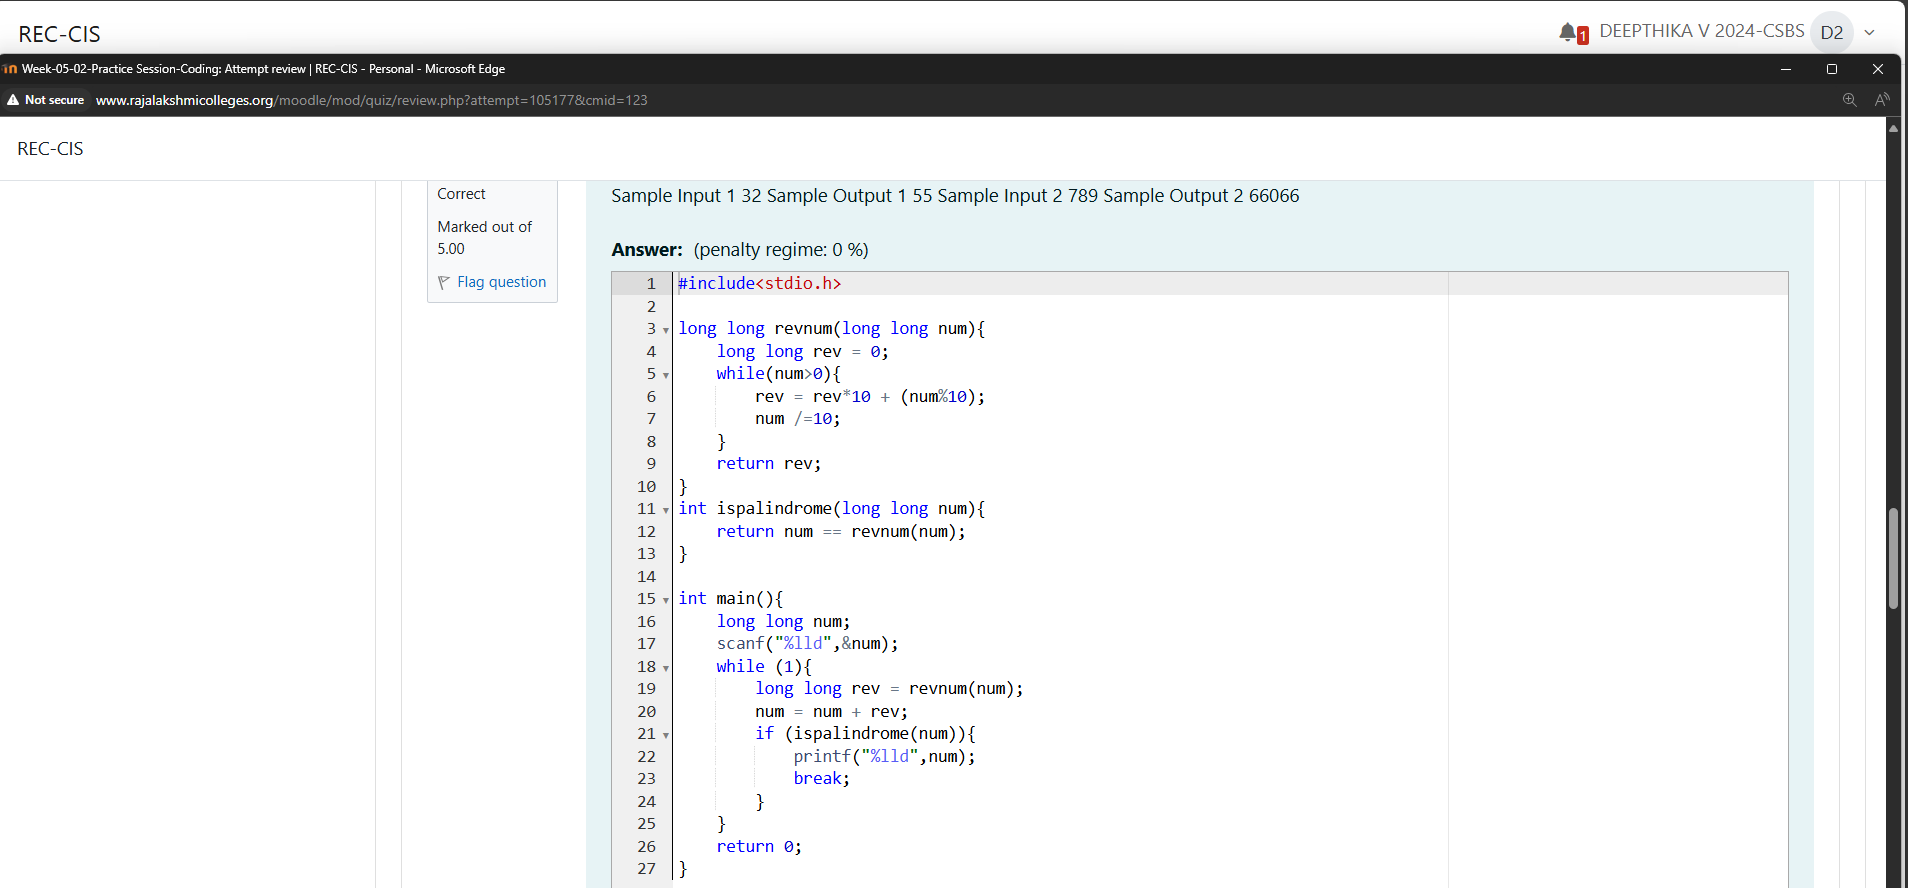 REC-CIS
1
DEEPTHIKA V 2024-CSBS
D2
Week-05-02-Practice Session-Coding: Attempt review | REC-CIS - Personal - Microsoft Edge
Not secure
www.rajalakshmicolleges.org/moodle/mod/quiz/review.php?attempt=105177&cmid=123
REC-CIS
Correct
Marked out of
5.00
Flag question
Sample Input 1 32 Sample Output 1 55 Sample Input 2 789 Sample Output 2 66066
Answer: (penalty regime: 0 %)
1 #include<stdio.h>
2
3 long long revnum(long long num){
4     long long rev = 0;
5     while(num>0){
6         rev = rev*10 + (num%10);
7         num /=10;
8     }
9     return rev;
10 }
11 int ispalindrome(long long num){
12     return num == revnum(num);
13 }
14
15 int main(){
16     long long num;
17     scanf("%lld",&num);
18     while (1){
19         long long rev = revnum(num);
20         num = num + rev;
21         if (ispalindrome(num)){
22             printf("%lld",num);
23             break;
24         }
25     }
26     return 0;
27 }